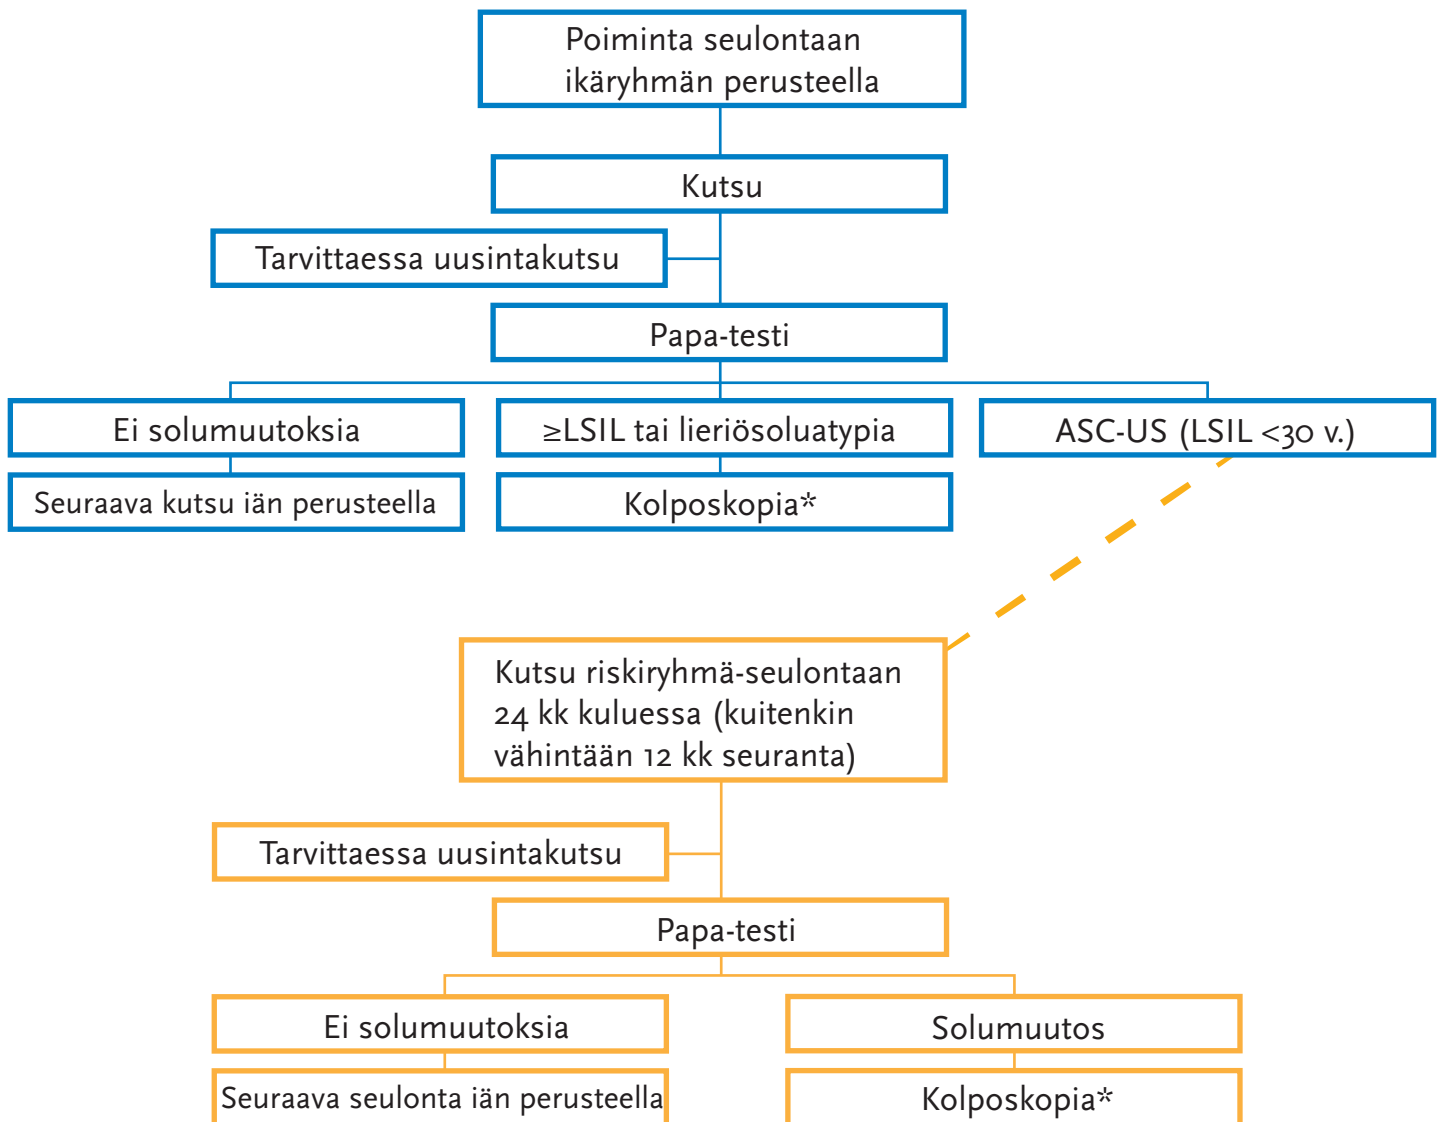 Poiminta seulontaan
ikäryhmän perusteella
Kutsu
Tarvittaessa uusintakutsu
Papa-testi
Ei solumuutoksia
≥LSIL tai lieriösoluatypia
ASC-US (LSIL <30 v.)
Seuraava kutsu iän perusteella
Kolposkopia*
Kutsu riskiryhmä-seulontaan
24 kk kuluessa (kuitenkin
vähintään 12 kk seuranta)
Tarvittaessa uusintakutsu
Papa-testi
Ei solumuutoksia
Solumuutos
Seuraava seulonta iän perusteella
Kolposkopia*